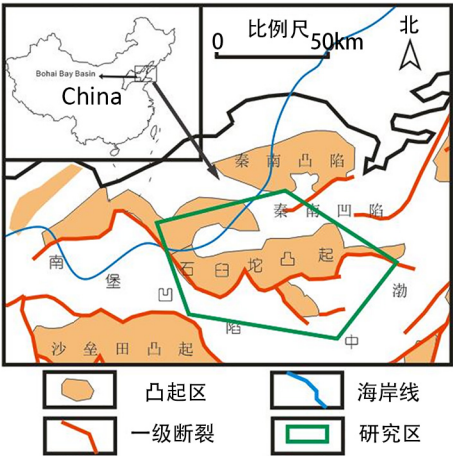 比例尺
0 50km
北
Bohai Bay Basin
China
秦南凸陷
秦南凹陷
石臼坨凸起
南堡凹陷
渤中
沙垒田凸起
凸起区
海岸线
一级断裂
研究区